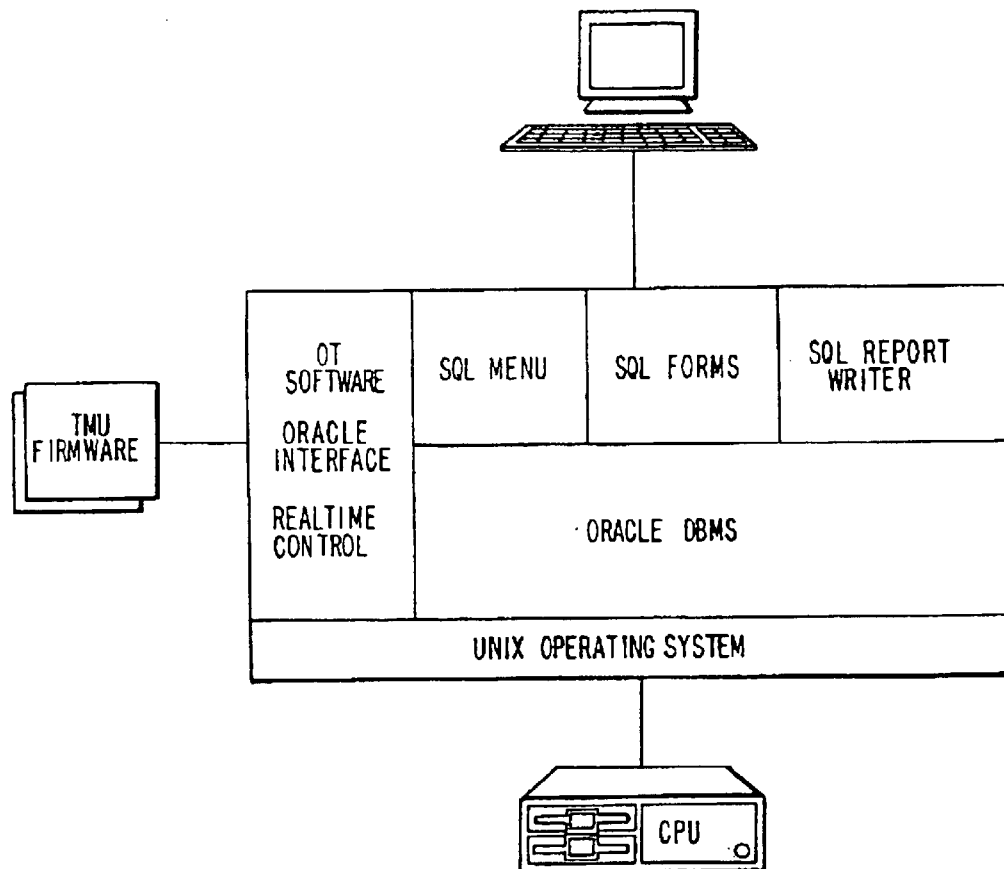 OT
SOFTWARE
ORACLE
INTERFACE
REALTIME
CONTROL
SQL MENU
SQL FORMS
SQL REPORT
WRITER
TMU
FIRMWARE
ORACLE DBMS
UNIX OPERATING SYSTEM
CPU